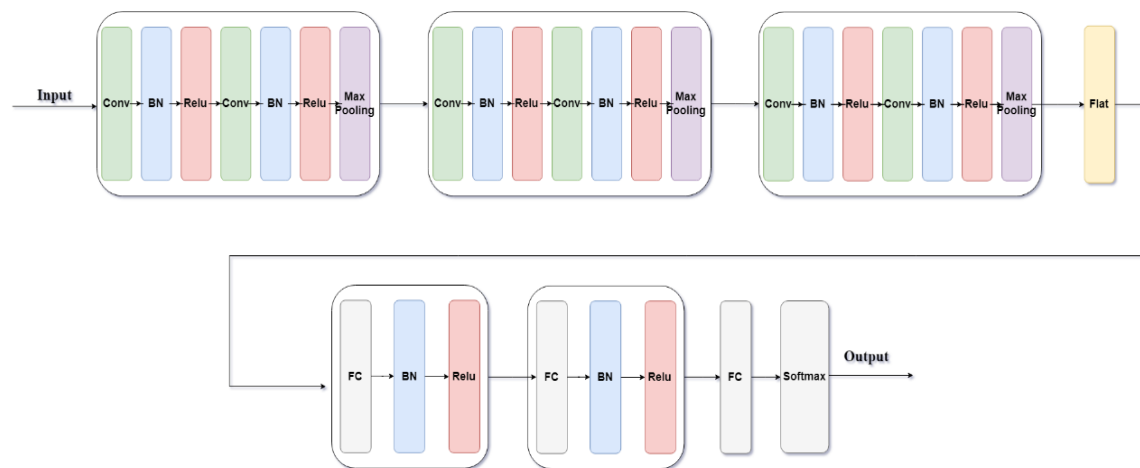 Input
Conv
BN
Relu
Conv
BN
Relu
Max
Pooling
Conv
BN
Relu
Conv
BN
Relu
Max
Pooling
Conv
BN
Relu
Conv
BN
Relu
Max
Pooling
Flat
FC
BN
Relu
FC
BN
Relu
FC
Softmax
Output